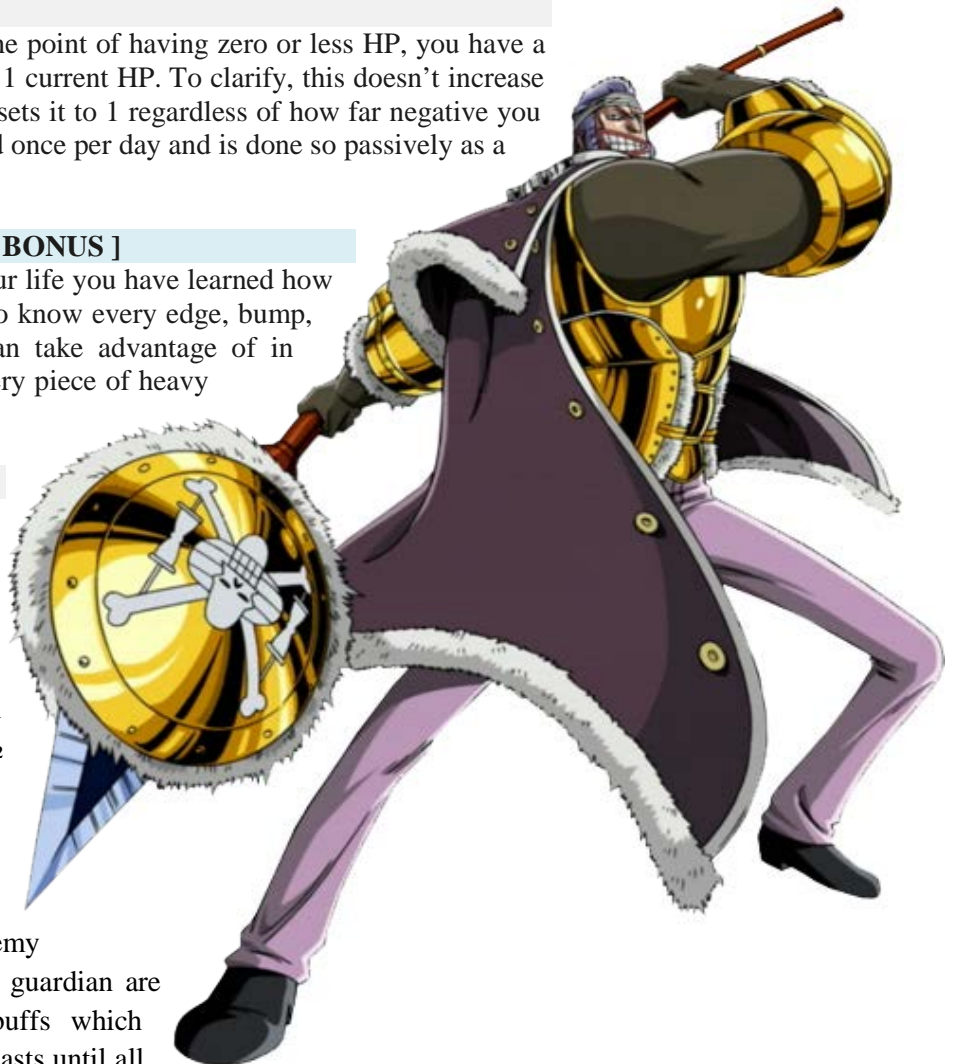 ne point of having zero or less HP, you have a
1 current HP. To clarify, this doesn’t increase
sets it to 1 regardless of how far negative you
d once per day and is done so passively as a
BONUS ]
ur life you have learned how
o know every edge, bump,
an take advantage of in
ery piece of heavy
2
emy
guardian are
ouffs which
asts until all